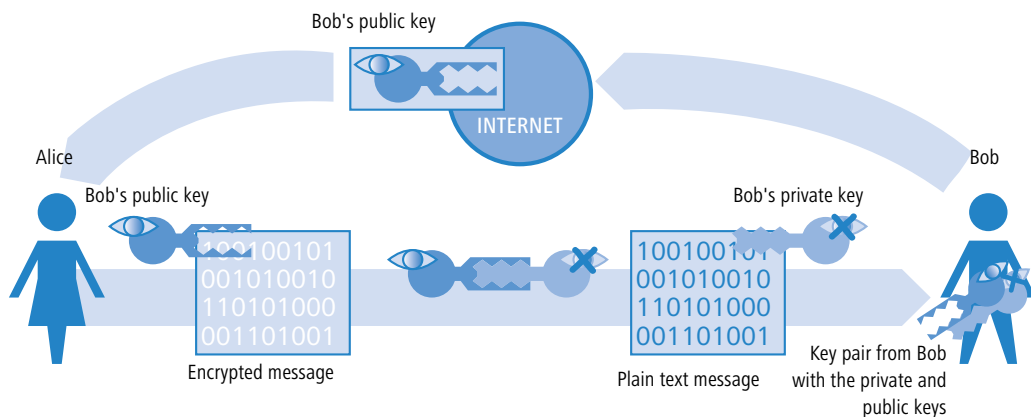 Bob's public key
INTERNET
Alice
Bob
Bob's public key
Bob's private key
100100101
001010010
110101000
001101001
100100101
001010010
110101000
001101001
Encrypted message
Plain text message
Key pair from Bob
with the private and
public keys